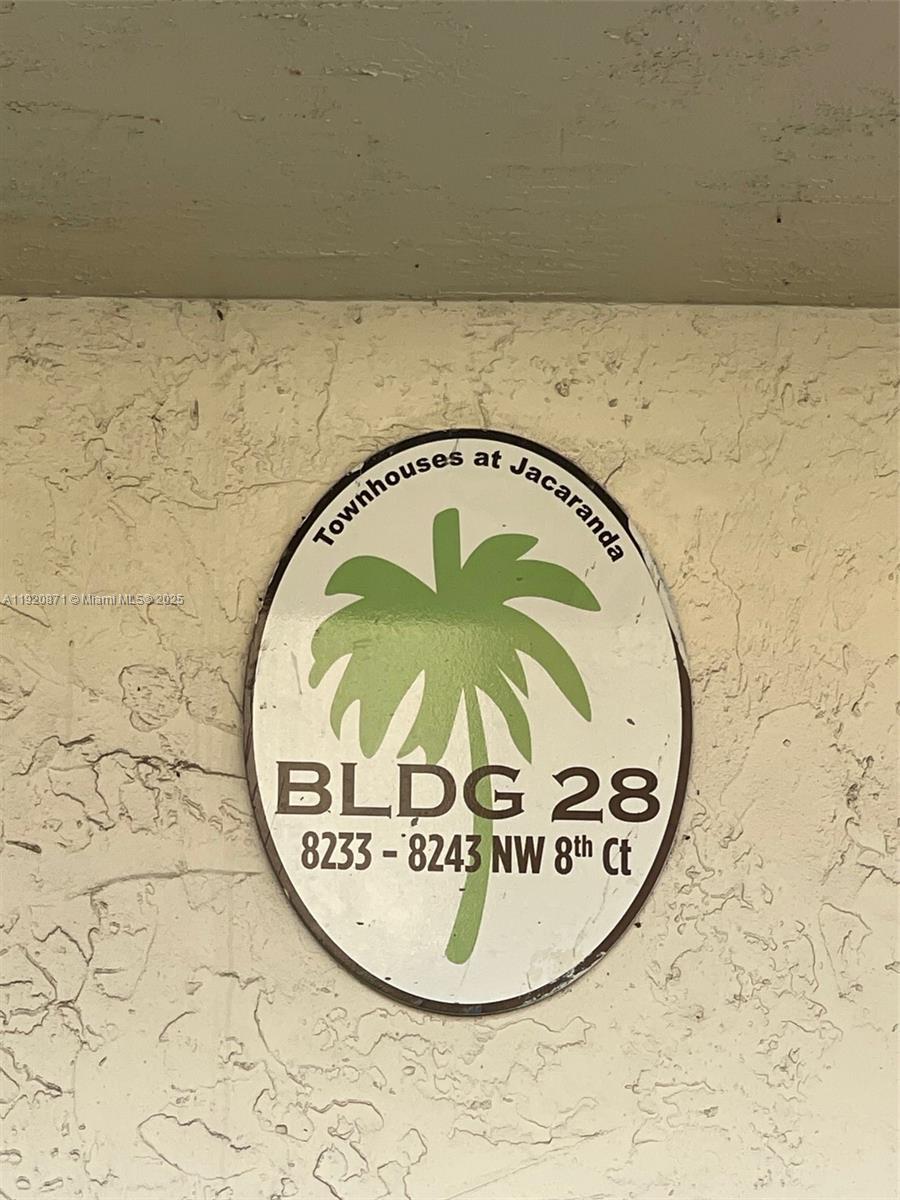 Townhouses at Jacaranda
A11920871 © Miami MLS® 2025
BLDG 28
8233 - 8243 NW 8th Ct